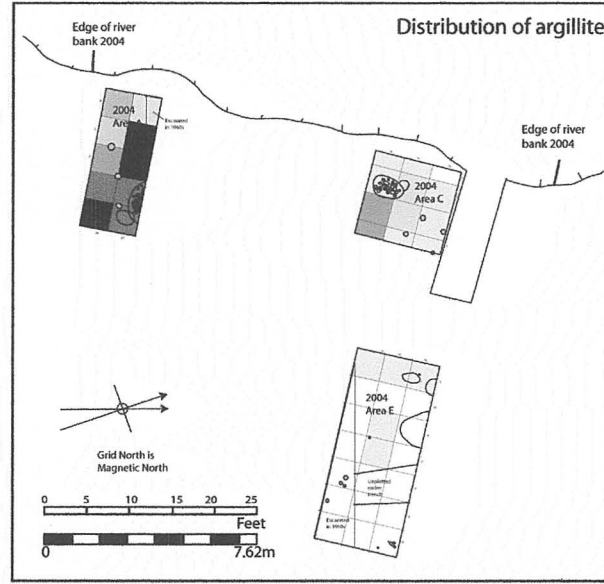 Distribution of argillite
Edge of river
bank 2004
2004
Area A
Excavated
in 1960s
Edge of river
bank 2004
2004
Area C
2004
Area E
Unplotted
Excavated
in 1960s
Grid North is
Magnetic North
0 5 10 15 20 25
Feet
0 7.62m